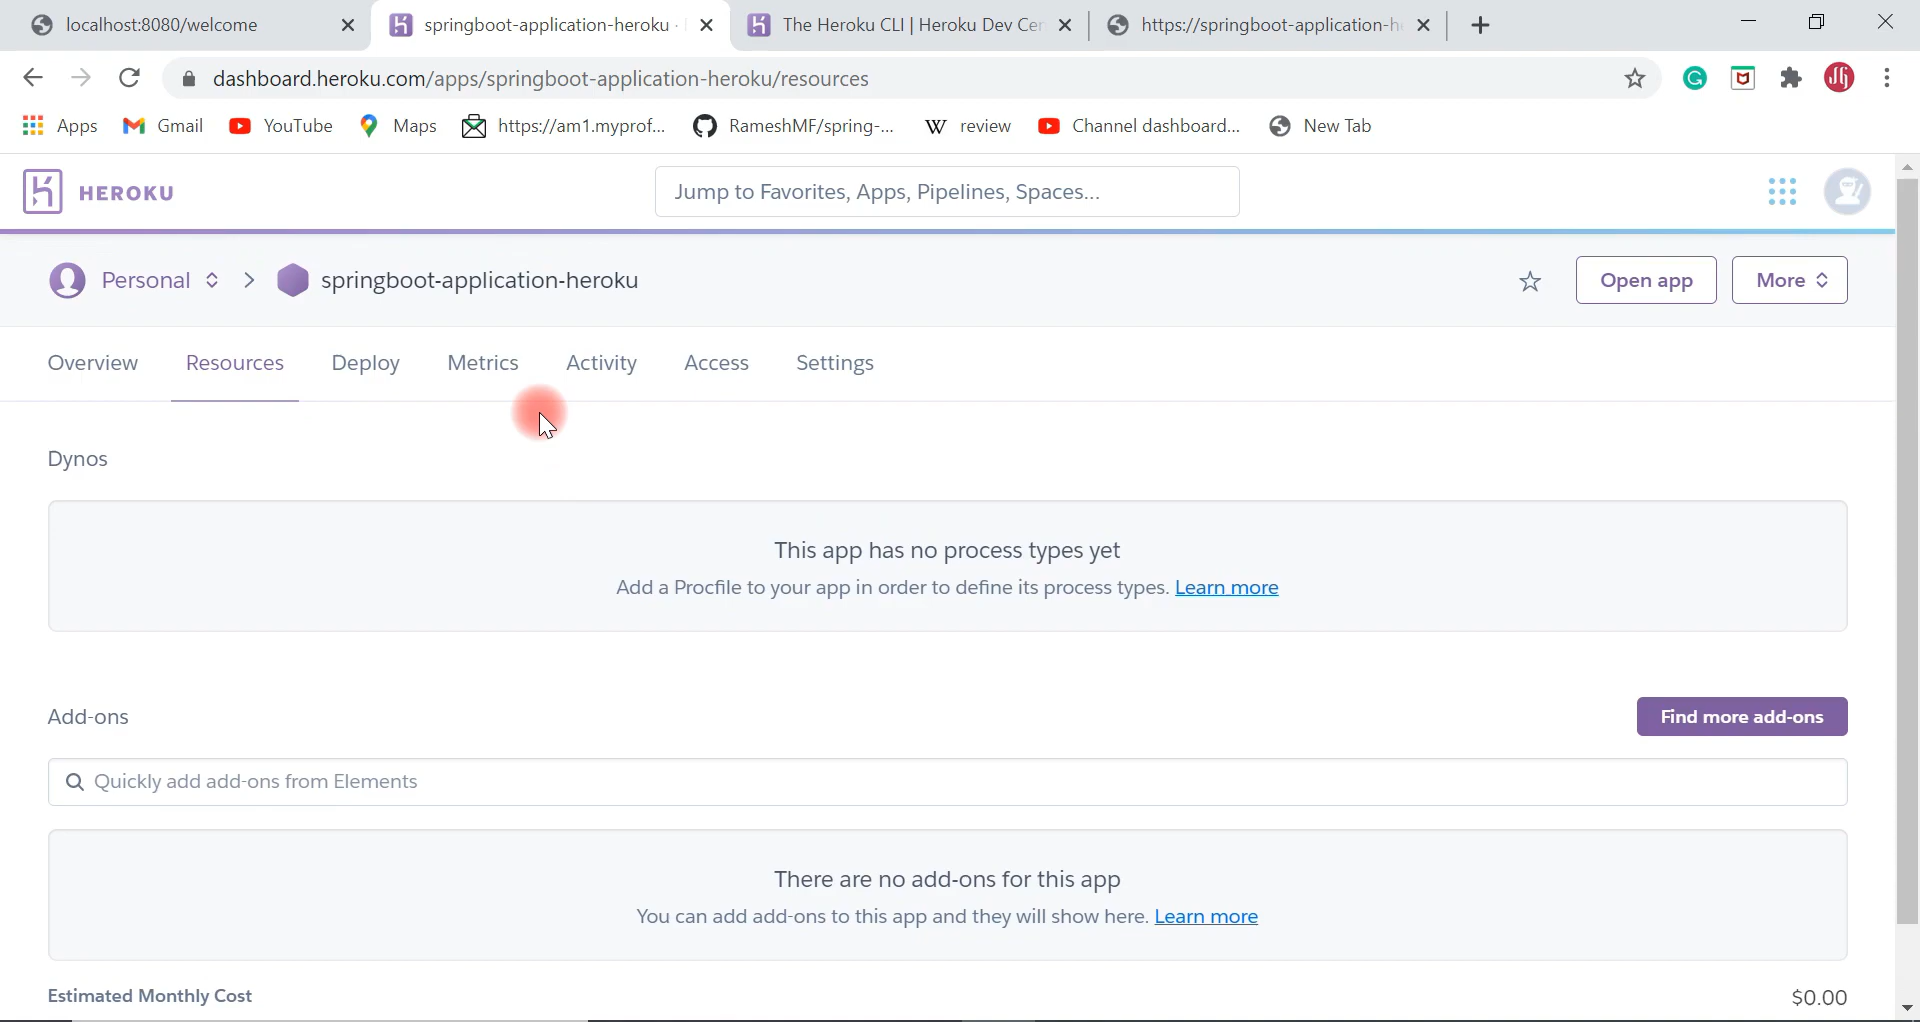 localhost:8080/welcome
springboot-application-heroku ·
The Heroku CLI | Heroku Dev Cen
https://springboot-application-h
dashboard.heroku.com/apps/springboot-application-heroku/resources
Apps
Gmail
YouTube
Maps
https://am1.myprof...
RameshMF/spring-...
W review
Channel dashboard...
New Tab
HEROKU
Jump to Favorites, Apps, Pipelines, Spaces...
Personal
springboot-application-heroku
Open app
More
Overview
Resources
Deploy
Metrics
Activity
Access
Settings
Dynos
This app has no process types yet
Add a Procfile to your app in order to define its process types. Learn more
Add-ons
Find more add-ons
Quickly add add-ons from Elements
There are no add-ons for this app
You can add add-ons to this app and they will show here. Learn more
Estimated Monthly Cost
$0.00